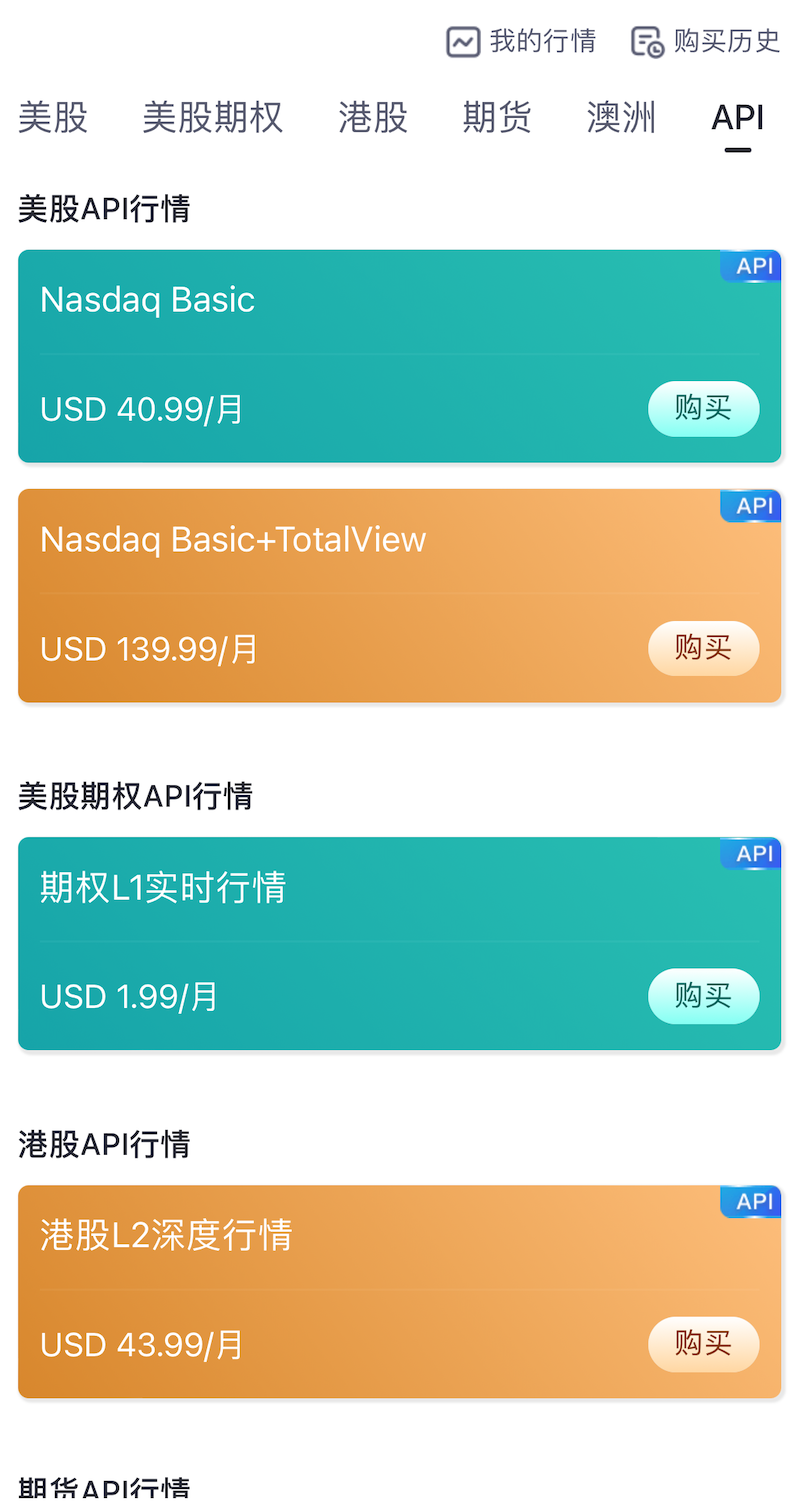 我的行情 购买历史
美股 美股期权 港股 期货 澳洲 API
美股API行情
API
Nasdaq Basic
USD 40.99/月 购买
API
Nasdaq Basic+TotalView
USD 139.99/月 购买
美股期权API行情
API
期权L1实时行情
USD 1.99/月 购买
港股API行情
API
港股L2深度行情
USD 43.99/月 购买
期货API行情